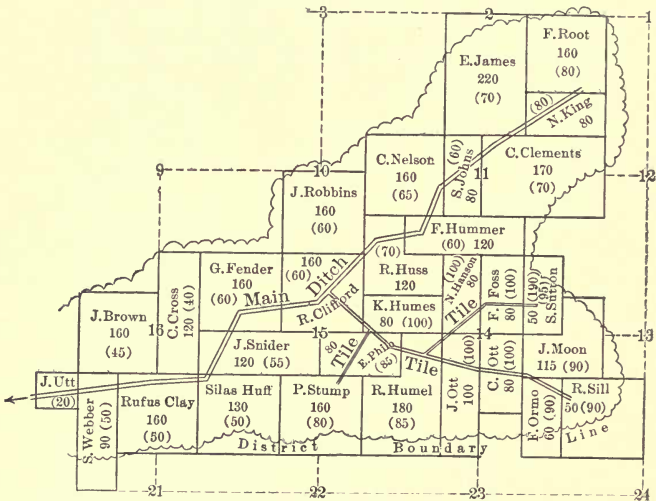 3
2
1
F. Root
160
(80)
E. James
220
(70)
(80)
N. King
80
9
10
11
12
C. Nelson
160
(65)
(60)
S. Johns
80
C. Clements
170
(70)
J. Robbins
160
(60)
F. Hummer
(60) 120
G. Fender
160
(60)
160
(60)
Main Ditch
(70)
R. Huss
120
(100)
N. Hanson
80
F. Foss
80 (100)
(190)
50 (95)
S. Sutton
C. Cross
120 (40)
R. Clifford
K. Humes
80 (100)
Tile
J. Brown
160
(45)
16
15
14
13
J. Snider
120 (55)
80
Tile
E. Philo
(85)
Tile
(100)
J. Ott
100
C. Ott
80 (100)
J. Moon
115 (90)
J. Utt
(20)
S. Webber
90 (50)
Rufus Clay
160
(50)
Silas Huff
130
(50)
P. Stump
160
(80)
R. Humel
180
(85)
F. Ormo
60 (90)
R. Sill
50 (90)
District Boundary Line
21
22
23
24